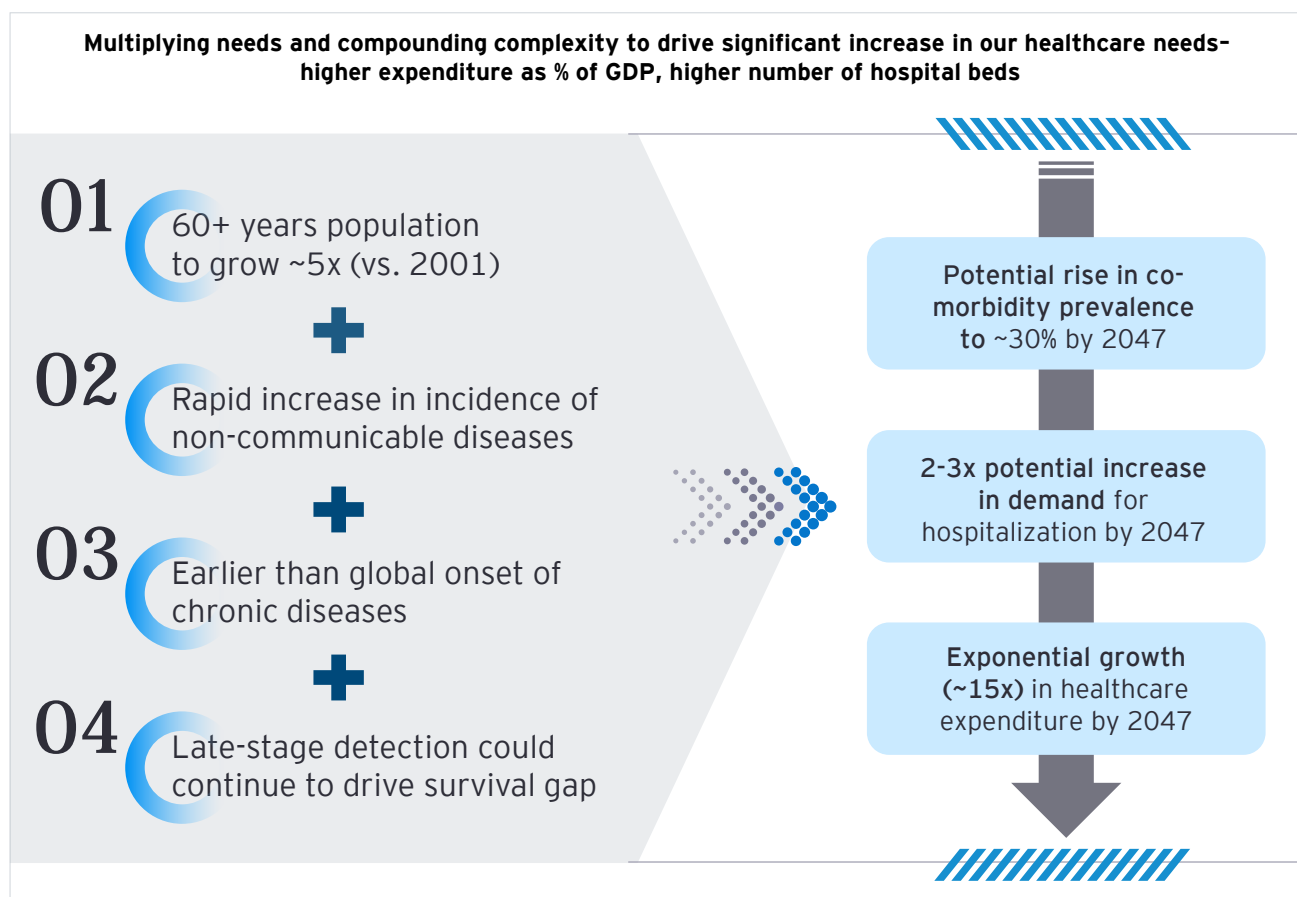 Multiplying needs and compounding complexity to drive significant increase in our healthcare needs–
higher expenditure as % of GDP, higher number of hospital beds
01
60+ years population
to grow ~5x (vs. 2001)
02
Rapid increase in incidence of
non-communicable diseases
03
Earlier than global onset of
chronic diseases
04
Late-stage detection could
continue to drive survival gap
Potential rise in co-
morbidity prevalence
to ~30% by 2047
2-3x potential increase
in demand for
hospitalization by 2047
Exponential growth
(~15x) in healthcare
expenditure by 2047